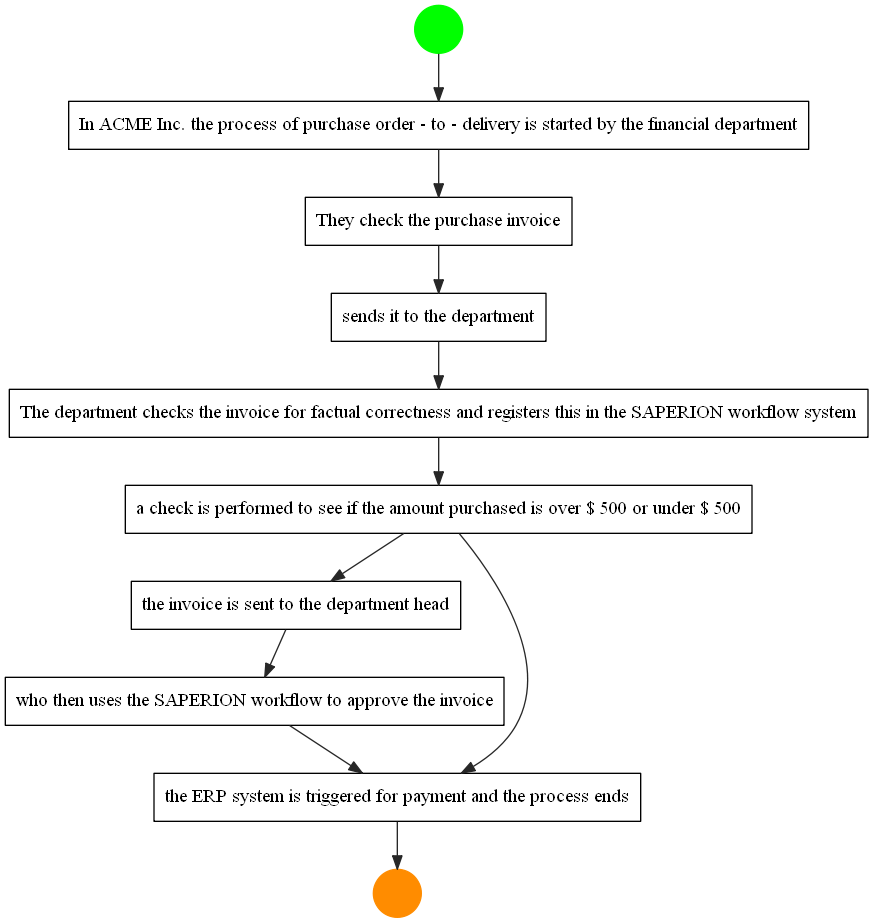 In ACME Inc. the process of purchase order - to - delivery is started by the financial department
They check the purchase invoice
sends it to the department
The department checks the invoice for factual correctness and registers this in the SAPERION workflow system
a check is performed to see if the amount purchased is over $ 500 or under $ 500
the invoice is sent to the department head
who then uses the SAPERION workflow to approve the invoice
the ERP system is triggered for payment and the process ends